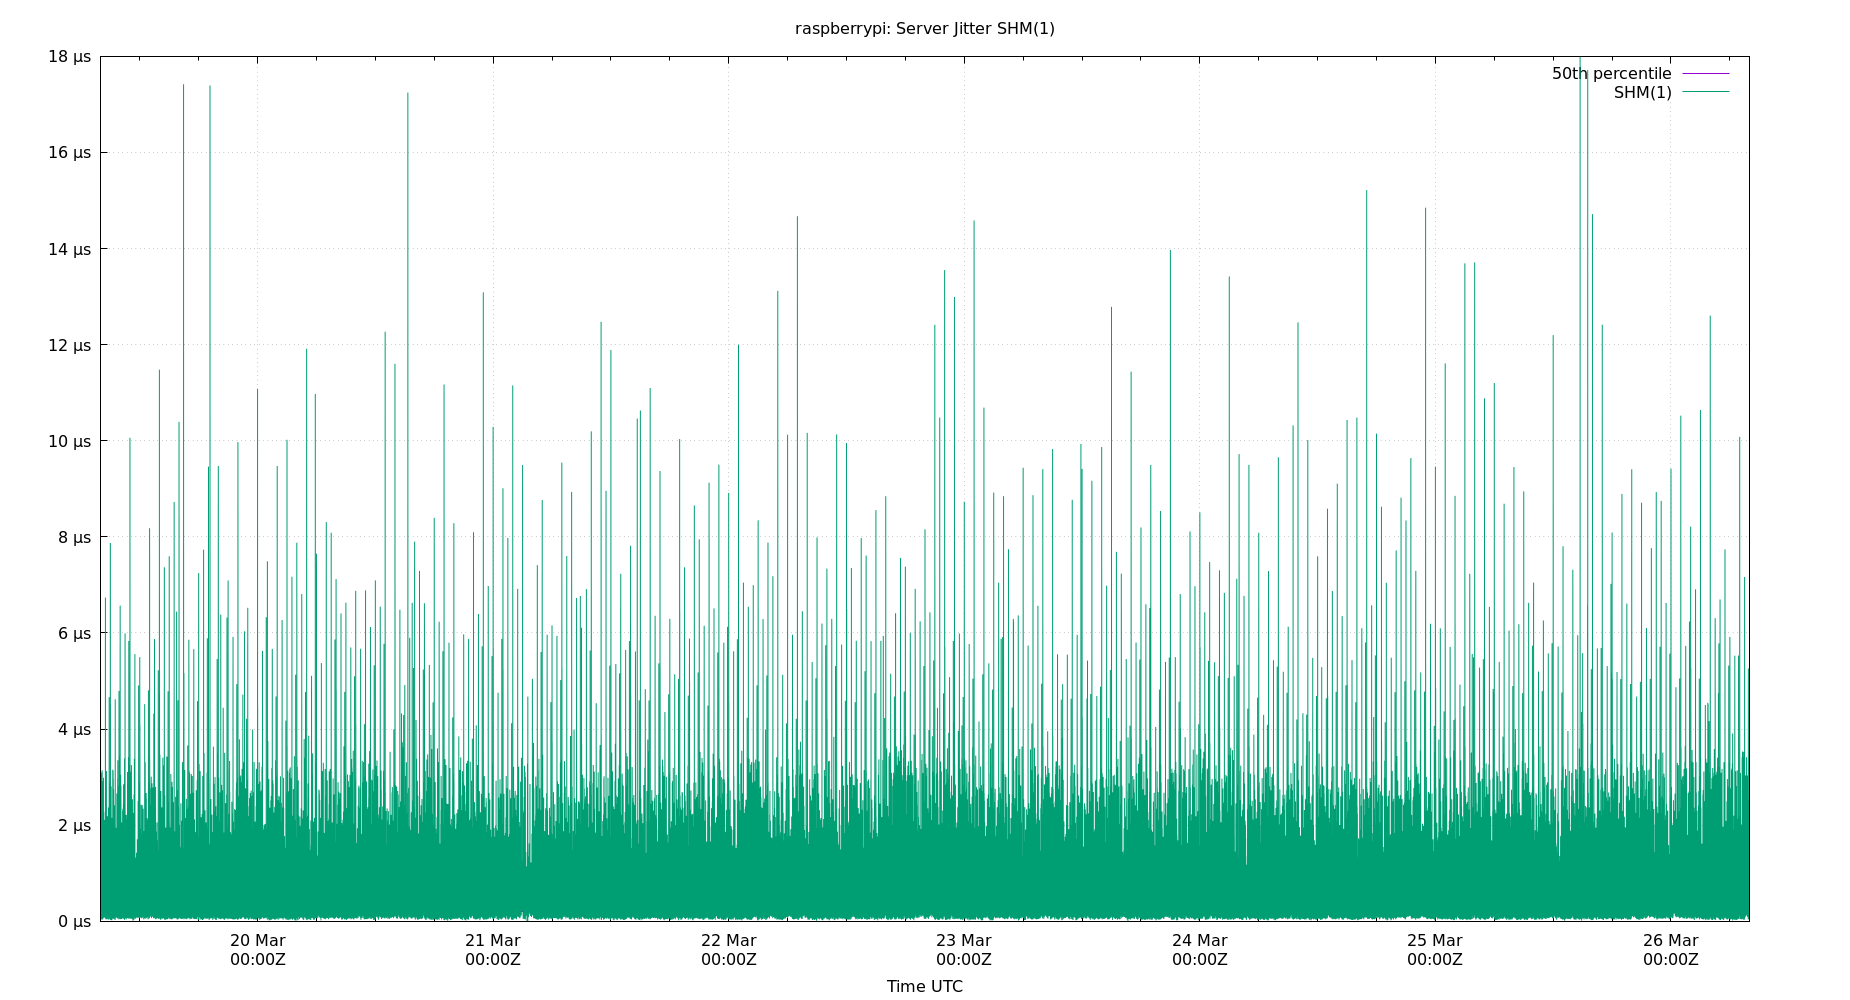 raspberrypi: Server Jitter SHM(1)
18 µs
16 µs
14 µs
12 µs
10 µs
8 µs
6 µs
4 µs
2 µs
0 µs
50th percentile
SHM(1)
20 Mar
00:00Z
21 Mar
00:00Z
22 Mar
00:00Z
23 Mar
00:00Z
24 Mar
00:00Z
25 Mar
00:00Z
26 Mar
00:00Z
Time UTC